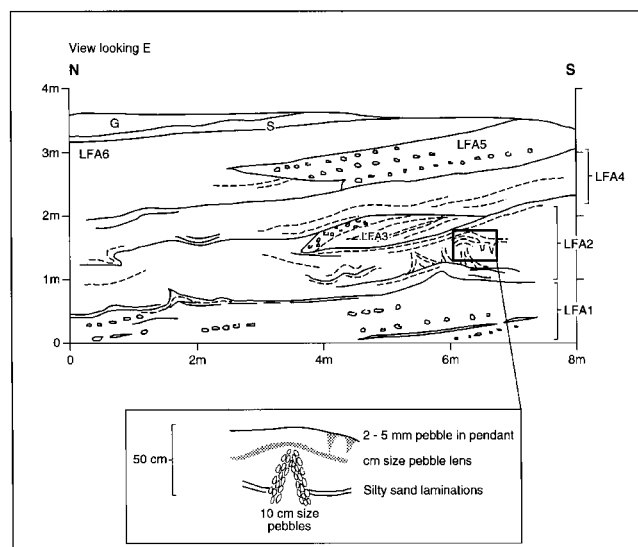 View looking E
N S
4m
G
S
LFA6
LFA5
3m
LFA4
2m
LFA3
LFA2
1m
LFA1
0
0 2m 4m 6m 8m
2 - 5 mm pebble in pendant
50 cm
cm size pebble lens
Silty sand laminations
10 cm size
pebbles